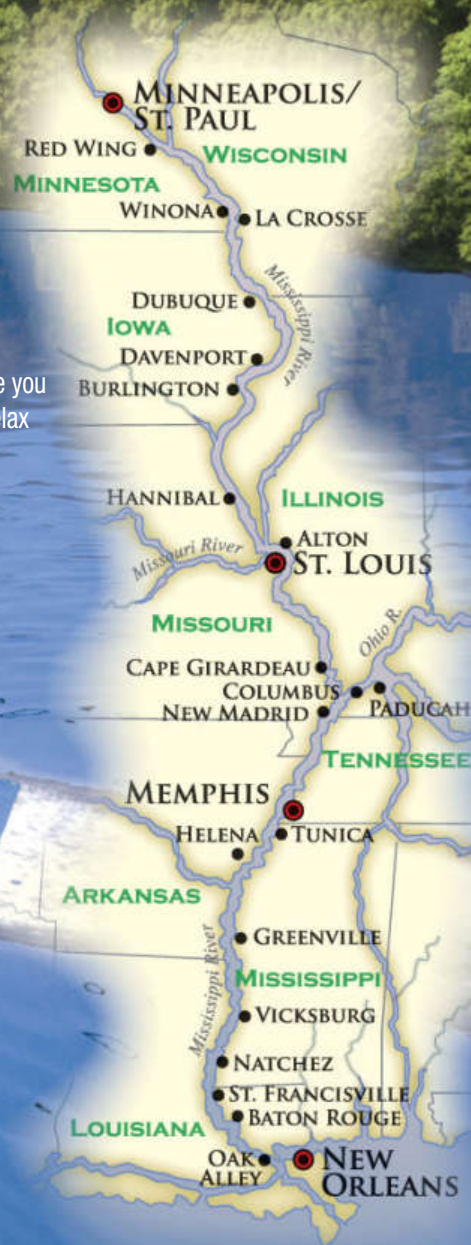 MINNEAPOLIS/
ST. PAUL
RED WING
WISCONSIN
MINNESOTA
WINONA
LA CROSSE
Mississippi River
DUBUQUE
IOWA
DAVENPORT
e you
BURLINGTON
elax
HANNIBAL
ILLINOIS
ALTON
Missouri River
ST. LOUIS
MISSOURI
Ohio R.
CAPE GIRARDEAU
COLUMBUS
PADUCAH
NEW MADRID
TENNESSEE
MEMPHIS
HELENA
TUNICA
ARKANSAS
GREENVILLE
Mississippi River
MISSISSIPPI
VICKSBURG
NATCHEZ
ST. FRANCISVILLE
BATON ROUGE
LOUISIANA
OAK
ALLEY
NEW
ORLEANS